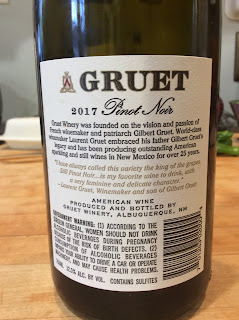 GRUET
2017 Pinot Noir
Gruet Winery was founded on the vision and passion of
French winemaker and patriarch Gilbert Gruet. World-class
winemaker Laurent Gruet embraced his father Gilbert Gruet's
legacy and has been producing outstanding American
sparkling and still wines in New Mexico for over 25 years.
"I have always called this variety the king of the grapes.
Still Pinot Noir...is my favorite wine to drink, with
a very feminine and delicate character."
-Laurent Gruet, Winemaker and son of Gilbert Gruet
AMERICAN WINE
PRODUCED AND BOTTLED BY
GRUET WINERY, ALBUQUERQUE, NM
GOVERNMENT WARNING: (1) ACCORDING TO THE
SURGEON GENERAL, WOMEN SHOULD NOT DRINK
ALCOHOLIC BEVERAGES DURING PREGNANCY
BECAUSE OF THE RISK OF BIRTH DEFECTS. (2)
CONSUMPTION OF ALCOHOLIC BEVERAGES
IMPAIRS YOUR ABILITY TO DRIVE A CAR OR OPERATE
MACHINERY, AND MAY CAUSE HEALTH PROBLEMS.
ALC. BY VOL. CONTAINS SULFITES